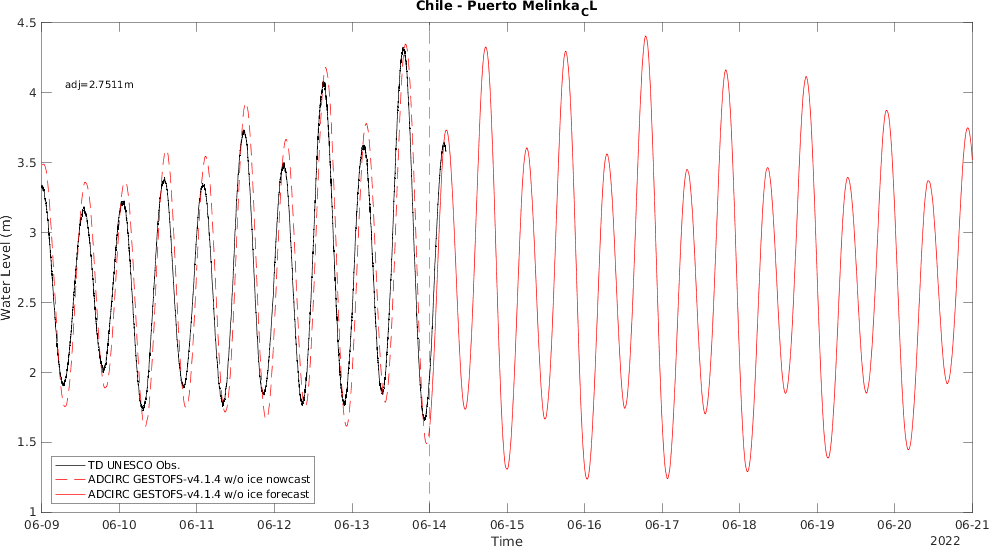 Chile - Puerto Melinka_CL
4.5
4
3.5
3
2.5
2
1.5
1
Water Level (m)
adj=2.7511m
TD UNESCO Obs.
ADCIRC GESTOFS-v4.1.4 w/o ice nowcast
ADCIRC GESTOFS-v4.1.4 w/o ice forecast
06-09 06-10 06-11 06-12 06-13 06-14 06-15 06-16 06-17 06-18 06-19 06-20 06-21
Time
2022